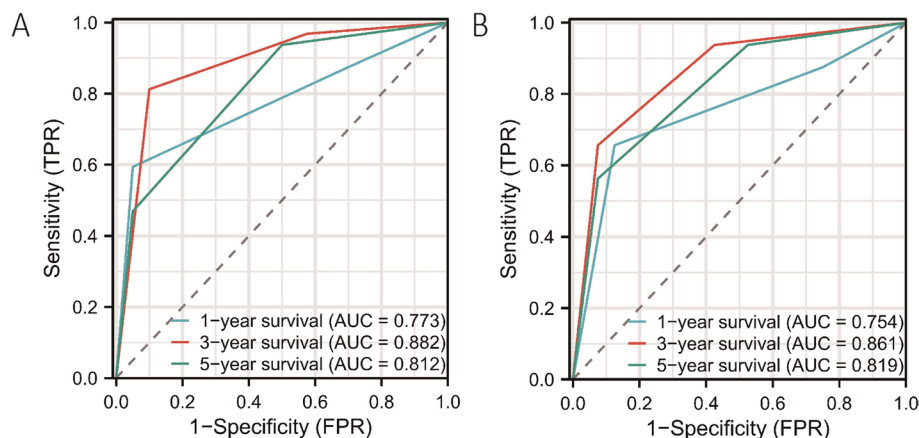 A
Sensitivity (TPR)
1.0
0.8
0.6
0.4
0.2
0.0
1−year survival (AUC = 0.773)
3−year survival (AUC = 0.882)
5−year survival (AUC = 0.812)
0.0 0.2 0.4 0.6 0.8 1.0
1−Specificity (FPR)
B
Sensitivity (TPR)
1.0
0.8
0.6
0.4
0.2
0.0
1−year survival (AUC = 0.754)
3−year survival (AUC = 0.861)
5−year survival (AUC = 0.819)
0.0 0.2 0.4 0.6 0.8 1.0
1−Specificity (FPR)